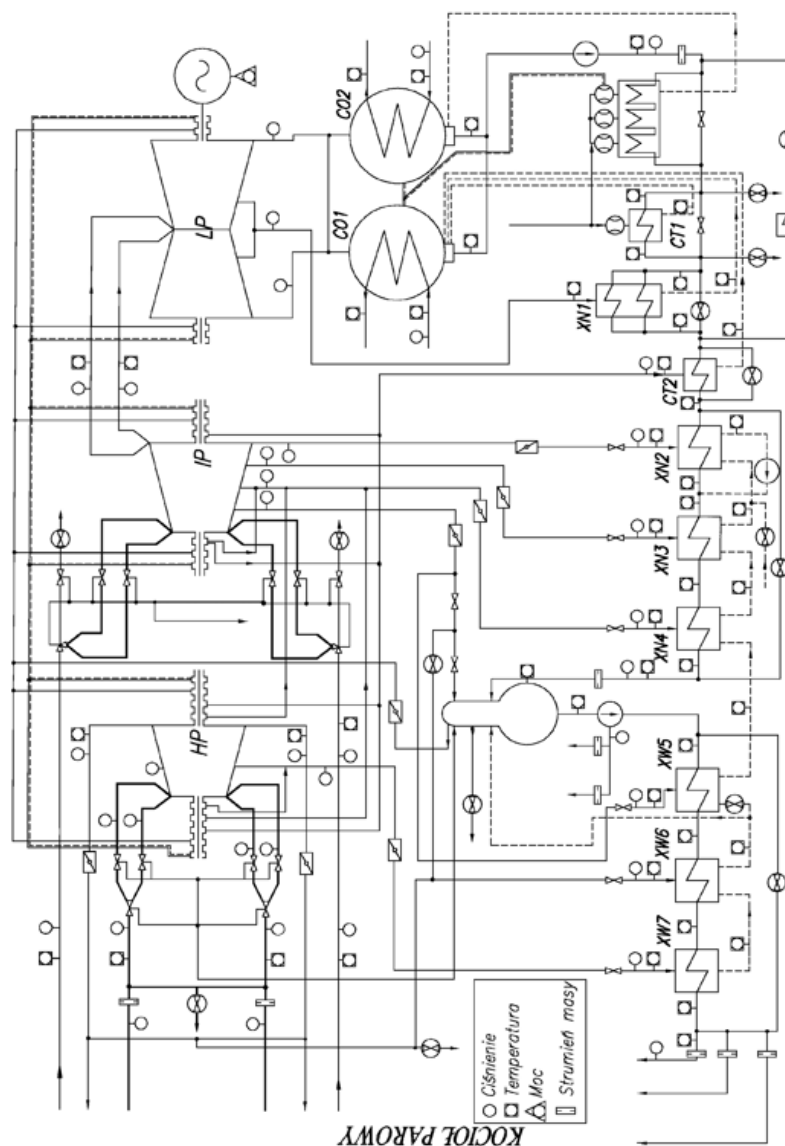 LP
IP
HP
CO2
CO1
CT1
XN1
CT2
XN2
XN3
XN4
XW5
XW6
XW7
Ciśnienie
Temperatura
Moc
Strumień masy
KOCIOŁ PAROWY